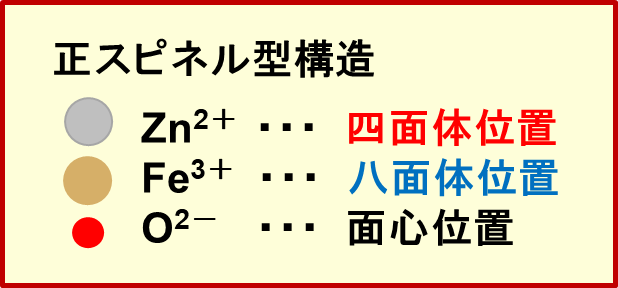 正スピネル型構造
Zn²⁺ ・・・ 四面体位置
Fe³⁺ ・・・ 八面体位置
O²⁻ ・・・ 面心位置